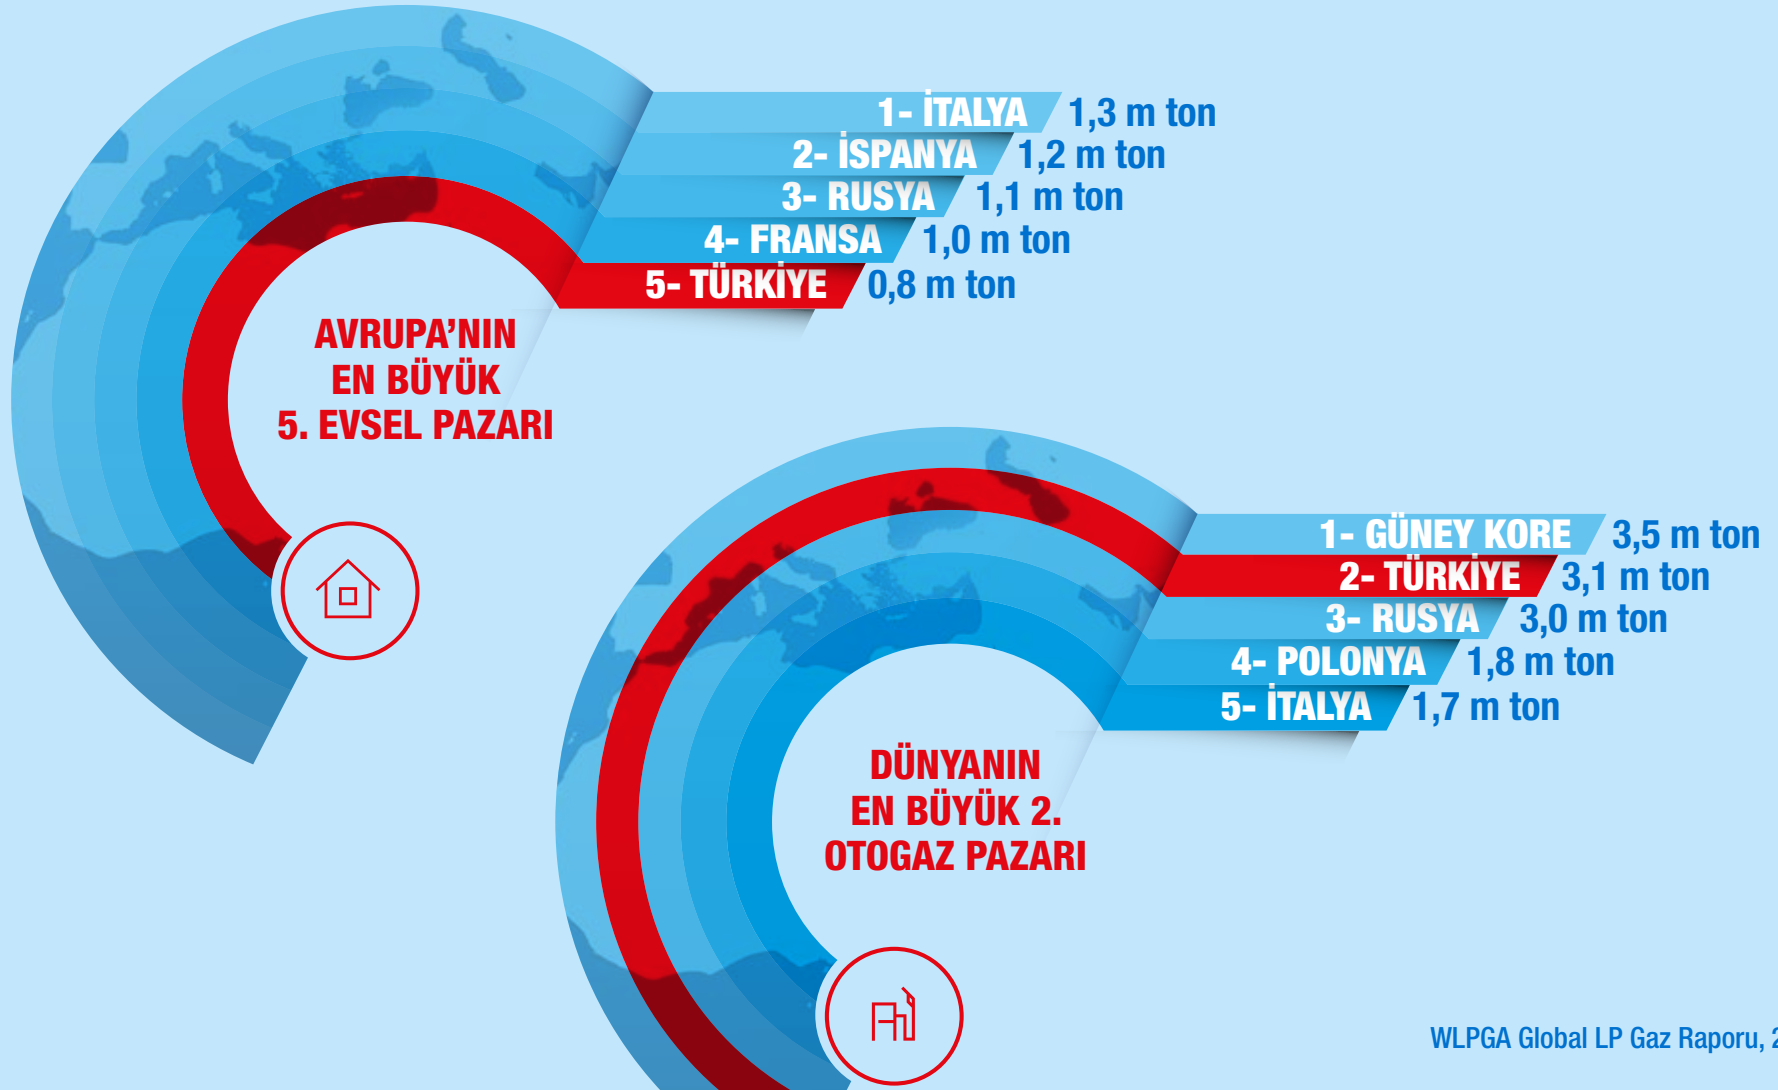 1- İTALYA 1,3 m ton
2- İSPANYA 1,2 m ton
3- RUSYA 1,1 m ton
4- FRANSA 1,0 m ton
5- TÜRKİYE 0,8 m ton
AVRUPA’NIN
EN BÜYÜK
5. EVSEL PAZARI
1- GÜNEY KORE 3,5 m ton
2- TÜRKİYE 3,1 m ton
3- RUSYA 3,0 m ton
4- POLONYA 1,8 m ton
5- İTALYA 1,7 m ton
DÜNYANIN
EN BÜYÜK 2.
OTOGAZ PAZARI
WLPGA Global LP Gaz Raporu,